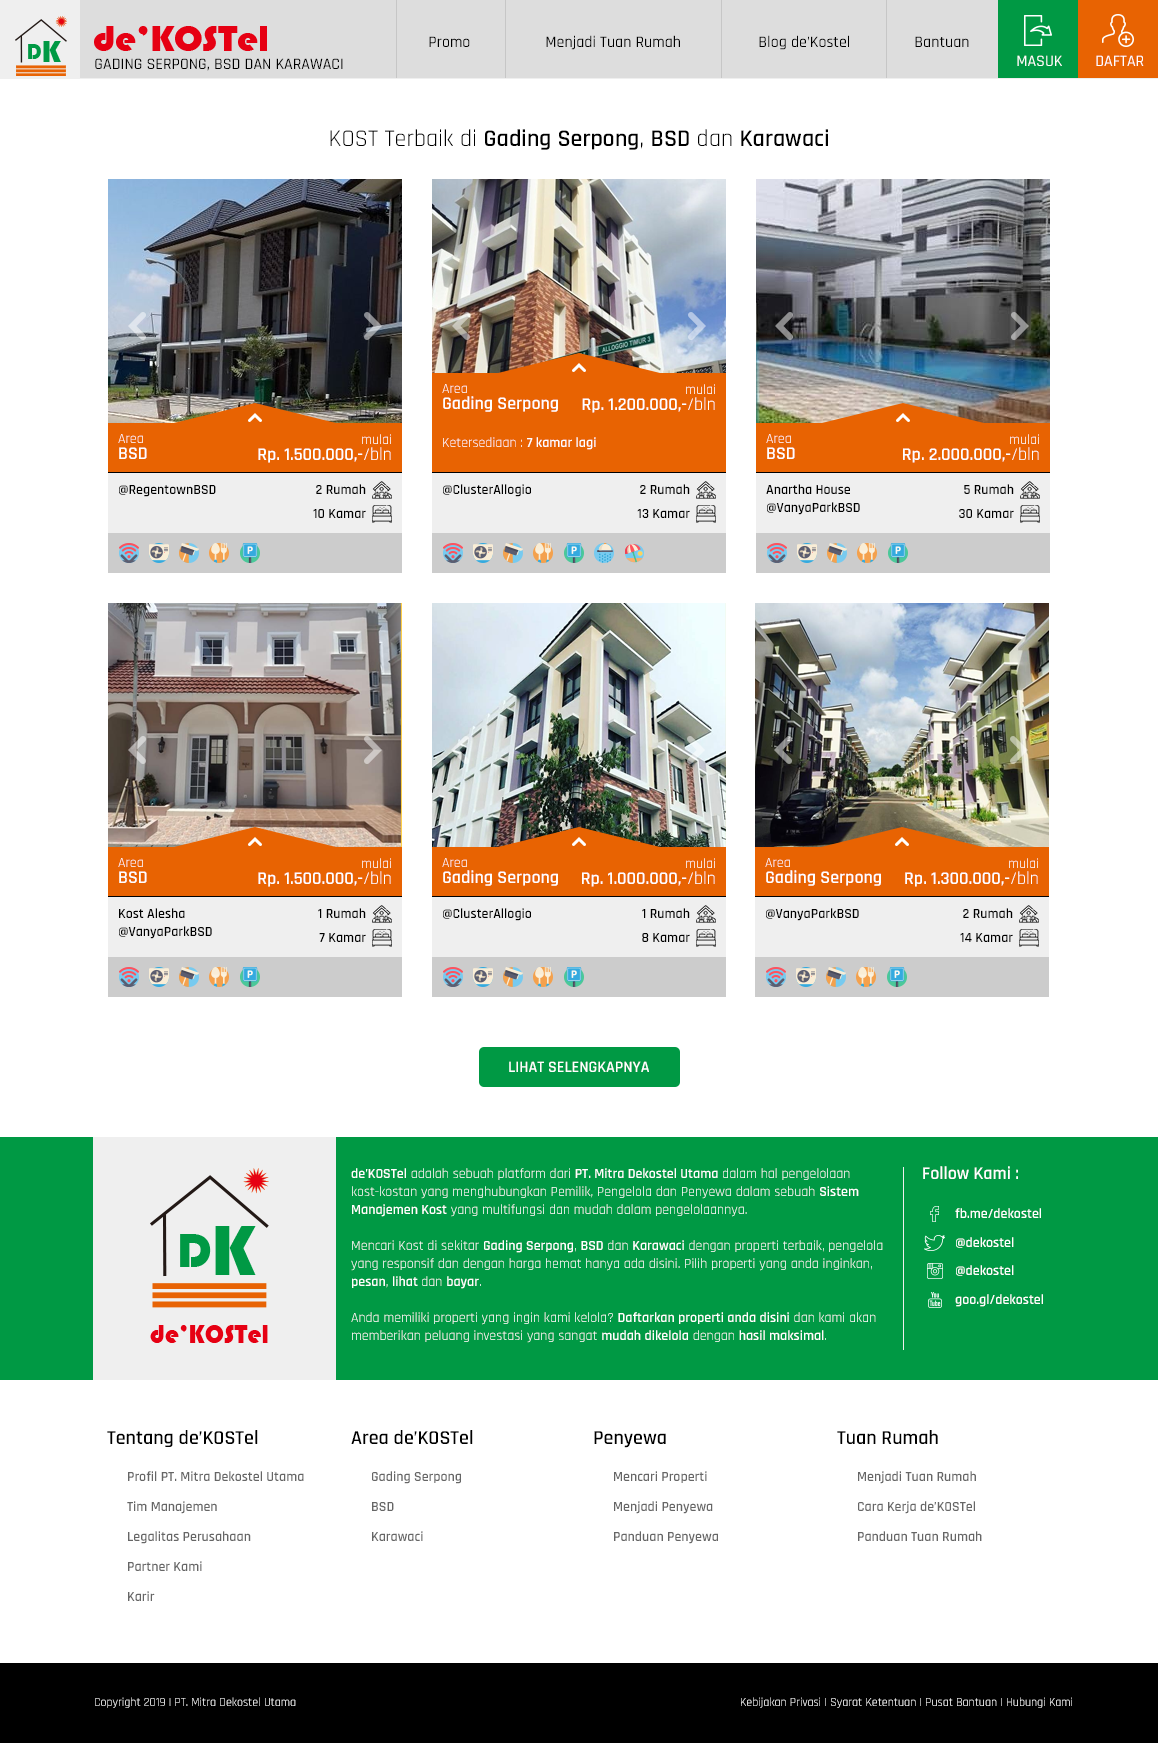 DK
de'KOSTel
GADING SERPONG, BSD DAN KARAWACI
Promo
Menjadi Tuan Rumah
Blog de'Kostel
Bantuan
MASUK
DAFTAR
KOST Terbaik di Gading Serpong, BSD dan Karawaci
ALLOGGIO TIMUR 3
Area
BSD
mulai
Rp. 1.500.000,-/bln
@RegentownBSD
2 Rumah
10 Kamar
P
Area
Gading Serpong
mulai
Rp. 1.200.000,-/bln
Ketersediaan : 7 kamar lagi
@ClusterAllogio
2 Rumah
13 Kamar
P
Area
BSD
mulai
Rp. 2.000.000,-/bln
Anartha House
@VanyaParkBSD
5 Rumah
30 Kamar
P
Area
BSD
mulai
Rp. 1.500.000,-/bln
Kost Alesha
@VanyaParkBSD
1 Rumah
7 Kamar
P
Area
Gading Serpong
mulai
Rp. 1.000.000,-/bln
@ClusterAllogio
1 Rumah
8 Kamar
P
Area
Gading Serpong
mulai
Rp. 1.300.000,-/bln
@VanyaParkBSD
2 Rumah
14 Kamar
P
LIHAT SELENGKAPNYA
DK
de'KOSTel
de'KOSTel adalah sebuah platform dari PT. Mitra Dekostel Utama dalam hal pengelolaan
kost-kostan yang menghubungkan Pemilik, Pengelola dan Penyewa dalam sebuah Sistem
Manajemen Kost yang multifungsi dan mudah dalam pengelolaannya.
Mencari Kost di sekitar Gading Serpong, BSD dan Karawaci dengan properti terbaik, pengelola
yang responsif dan dengan harga hemat hanya ada disini. Pilih properti yang anda inginkan,
pesan, lihat dan bayar.
Anda memiliki properti yang ingin kami kelola? Daftarkan properti anda disini dan kami akan
memberikan peluang investasi yang sangat mudah dikelola dengan hasil maksimal.
Follow Kami :
fb.me/dekostel
@dekostel
@dekostel
You
Tube
goo.gl/dekostel
Tentang de'KOSTel
Profil PT. Mitra Dekostel Utama
Tim Manajemen
Legalitas Perusahaan
Partner Kami
Karir
Area de'KOSTel
Gading Serpong
BSD
Karawaci
Penyewa
Mencari Properti
Menjadi Penyewa
Panduan Penyewa
Tuan Rumah
Menjadi Tuan Rumah
Cara Kerja de'KOSTel
Panduan Tuan Rumah
Copyright 2019 | PT. Mitra Dekostel Utama
Kebijakan Privasi | Syarat Ketentuan | Pusat Bantuan | Hubungi Kami